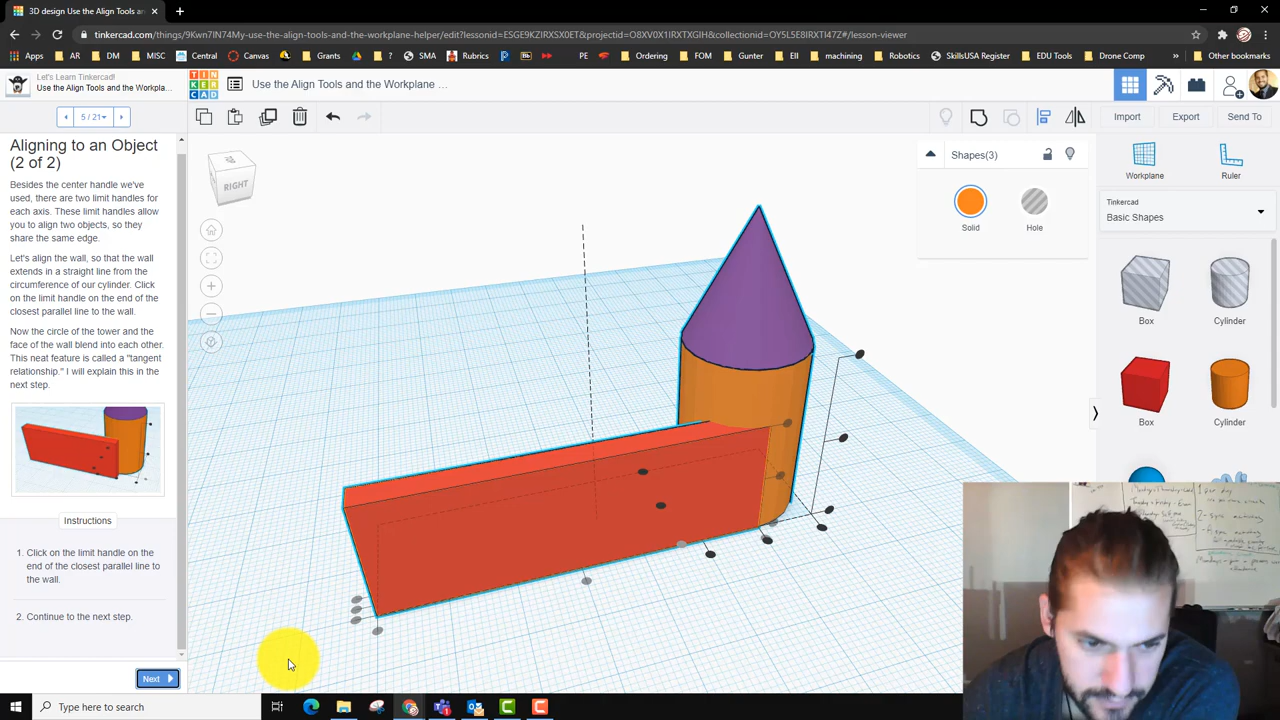 3D design Use the Align Tools an
tinkercad.com/things/9Kwn7IN74My-use-the-align-tools-and-the-workplane-helper/edit?lessonid=ESGE9KZIRXSX0ET&projectid=O8XV0X1IRTXGIH&collectionid=OY5L5E8IRXTI47Z#/lesson-viewer
Apps AR DM MISC Central Canvas Grants E ? SMA Rubrics PE Ordering FOM Gunter Ell machining Robotics SkillsUSA Register EDU Tools Drone Comp Other bookmarks
Let's Learn Tinkercad!
Use the Align Tools and the Workpla...
TIN
KER
CAD
Use the Align Tools and the Workplane ...
5 / 21
Import Export Send To
Aligning to an Object
(2 of 2)
Besides the center handle we've
used, there are two limit handles for
each axis. These limit handles allow
you to align two objects, so they
share the same edge.
Let's align the wall, so that the wall
extends in a straight line from the
circumference of our cylinder. Click
on the limit handle on the end of the
closest parallel line to the wall.
Now the circle of the tower and the
face of the wall blend into each other.
This neat feature is called a "tangent
relationship." I will explain this in the
next step.
Instructions
1. Click on the limit handle on the
end of the closest parallel line to
the wall.
2. Continue to the next step.
Next
RIGHT
Shapes(3)
Solid
Hole
Workplane
Ruler
Tinkercad
Basic Shapes
Box
Cylinder
Box
Cylinder
Type here to search